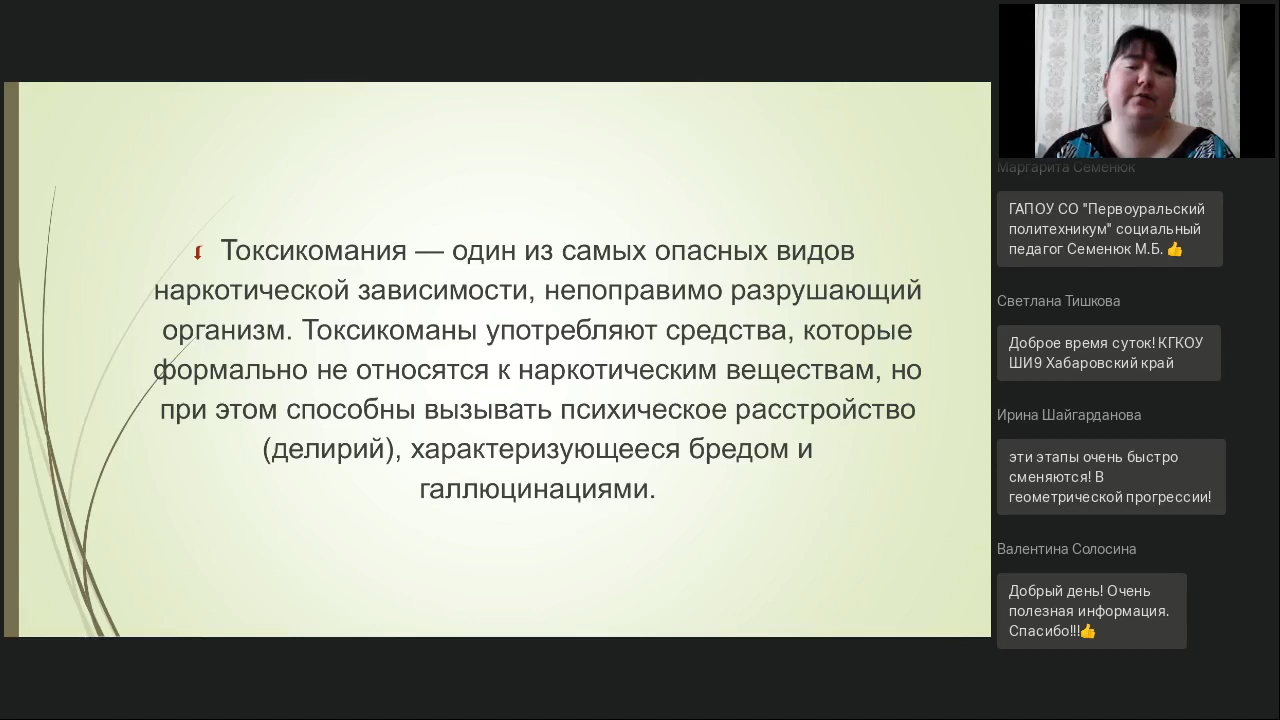 Токсикомания — один из самых опасных видов
наркотической зависимости, непоправимо разрушающий
организм. Токсикоманы употребляют средства, которые
формально не относятся к наркотическим веществам, но
при этом способны вызывать психическое расстройство
(делирий), характеризующееся бредом и
галлюцинациями.
Маргарита Семенюк
ГАПОУ СО "Первоуральский
политехникум" социальный
педагог Семенюк М.Б. 👍
Светлана Тишкова
Доброе время суток! КГКОУ
ШИ9 Хабаровский край
Ирина Шайгарданова
эти этапы очень быстро
сменяются! В
геометрической прогрессии!
Валентина Солосина
Добрый день! Очень
полезная информация.
Спасибо!!!👍